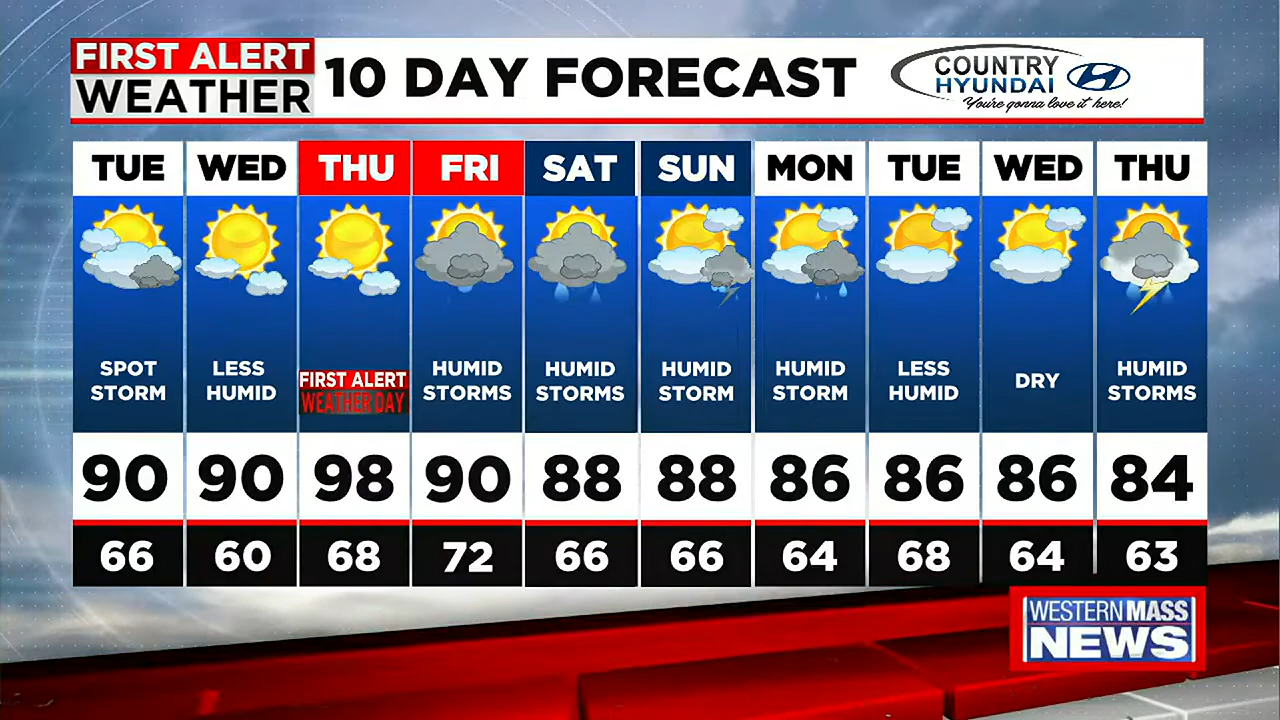 FIRST ALERT
WEATHER
10 DAY FORECAST
COUNTRY
HYUNDAI
You're gonna love it here!
TUE WED THU FRI SAT SUN MON TUE WED THU
SPOT
STORM
LESS
HUMID
FIRST ALERT
WEATHER DAY
HUMID
STORMS
HUMID
STORMS
HUMID
STORM
HUMID
STORM
LESS
HUMID
DRY
HUMID
STORMS
90 90 98 90 88 88 86 86 86 84
66 60 68 72 66 66 64 68 64 63
WESTERN MASS
NEWS